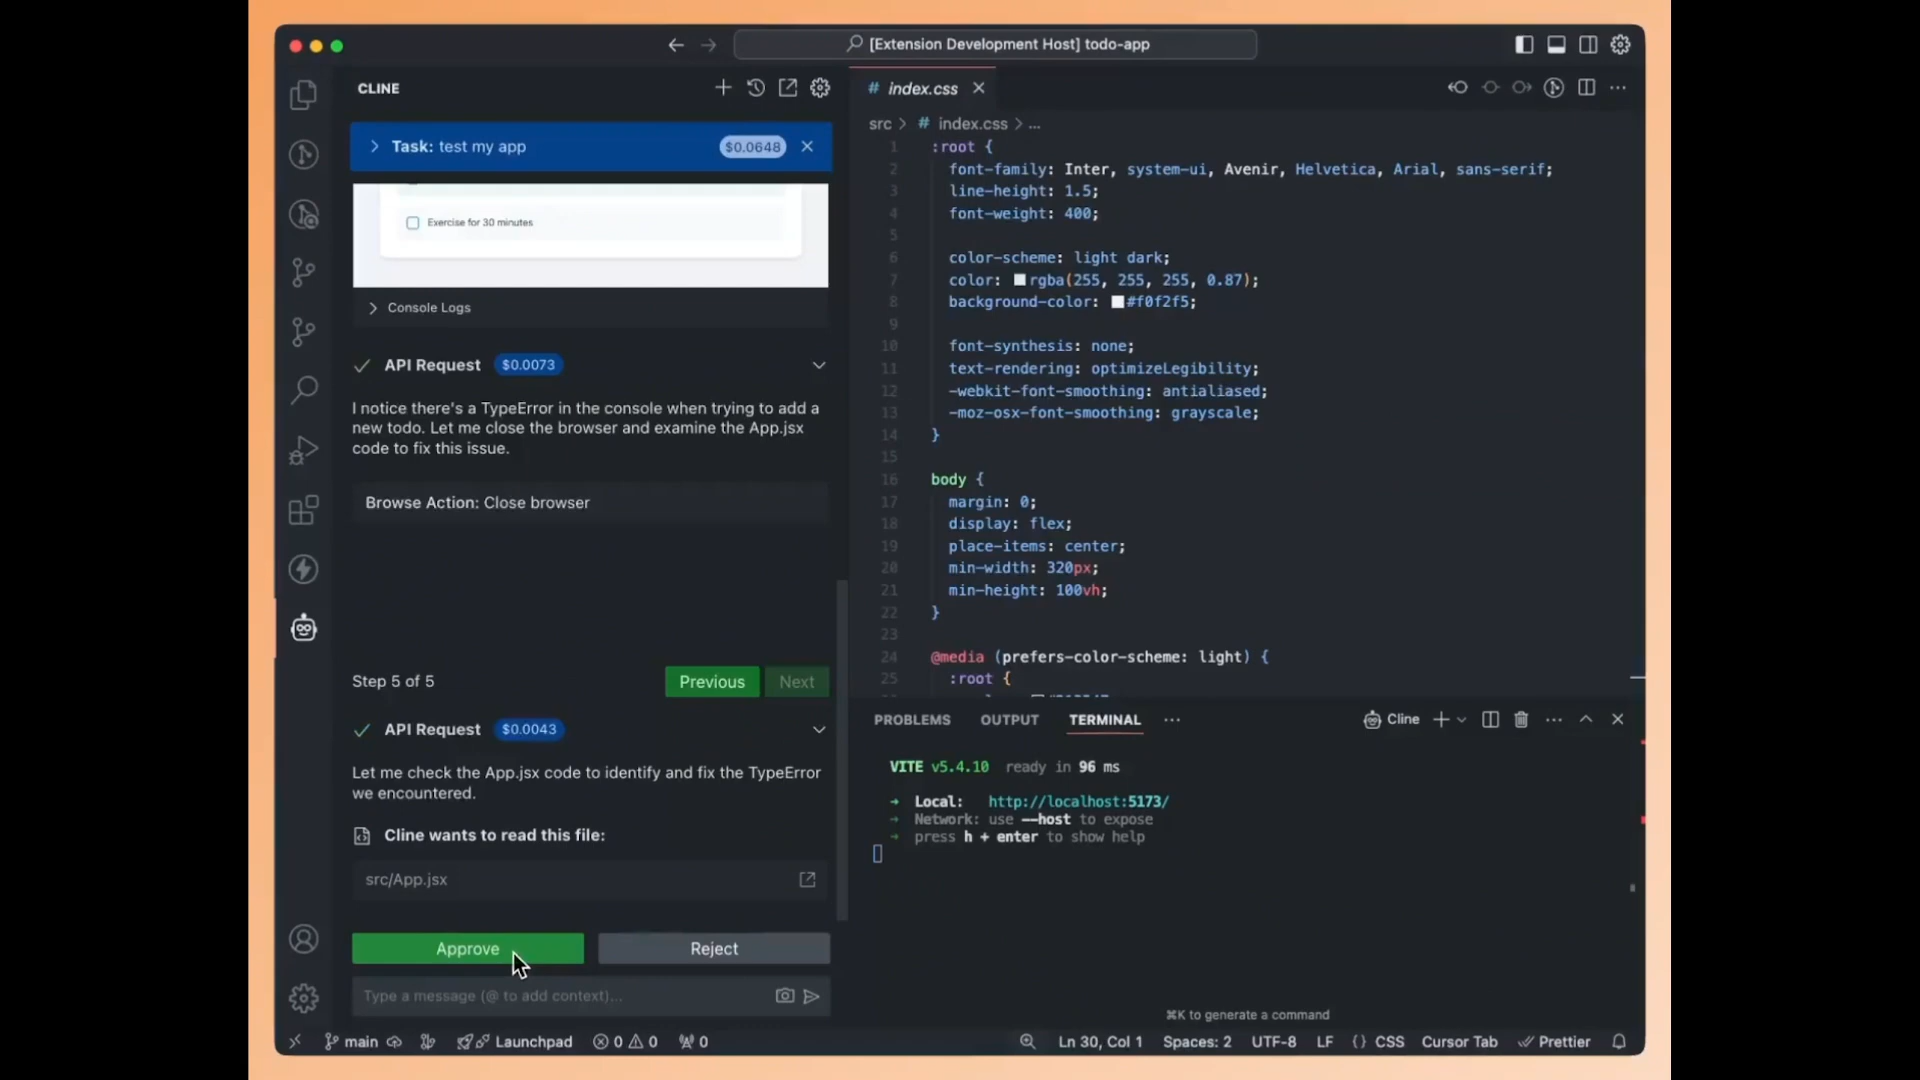 [Extension Development Host] todo-app
CLINE
Task: test my app
$0.0648
Exercise for 30 minutes
Console Logs
API Request $0.0073
I notice there's a TypeError in the console when trying to add a
new todo. Let me close the browser and examine the App.jsx
code to fix this issue.
Browse Action: Close browser
Step 5 of 5
Previous
Next
API Request $0.0043
Let me check the App.jsx code to identify and fix the TypeError
we encountered.
Cline wants to read this file:
src/App.jsx
Approve
Reject
Type a message (@ to add context)...
# index.css
src > # index.css > ...
1 :root {
2 font-family: Inter, system-ui, Avenir, Helvetica, Arial, sans-serif;
3 line-height: 1.5;
4 font-weight: 400;
5
6 color-scheme: light dark;
7 color: rgba(255, 255, 255, 0.87);
8 background-color: #f0f2f5;
9
10 font-synthesis: none;
11 text-rendering: optimizeLegibility;
12 -webkit-font-smoothing: antialiased;
13 -moz-osx-font-smoothing: grayscale;
14 }
15
16 body {
17 margin: 0;
18 display: flex;
19 place-items: center;
20 min-width: 320px;
21 min-height: 100vh;
22 }
23
24 @media (prefers-color-scheme: light) {
25 :root {
PROBLEMS
OUTPUT
TERMINAL
Cline
VITE v5.4.10 ready in 96 ms
➜ Local: http://localhost:5173/
➜ Network: use --host to expose
➜ press h + enter to show help
⌘K to generate a command
main
Launchpad
0
0
0
Ln 30, Col 1
Spaces: 2
UTF-8
LF
{} CSS
Cursor Tab
Prettier